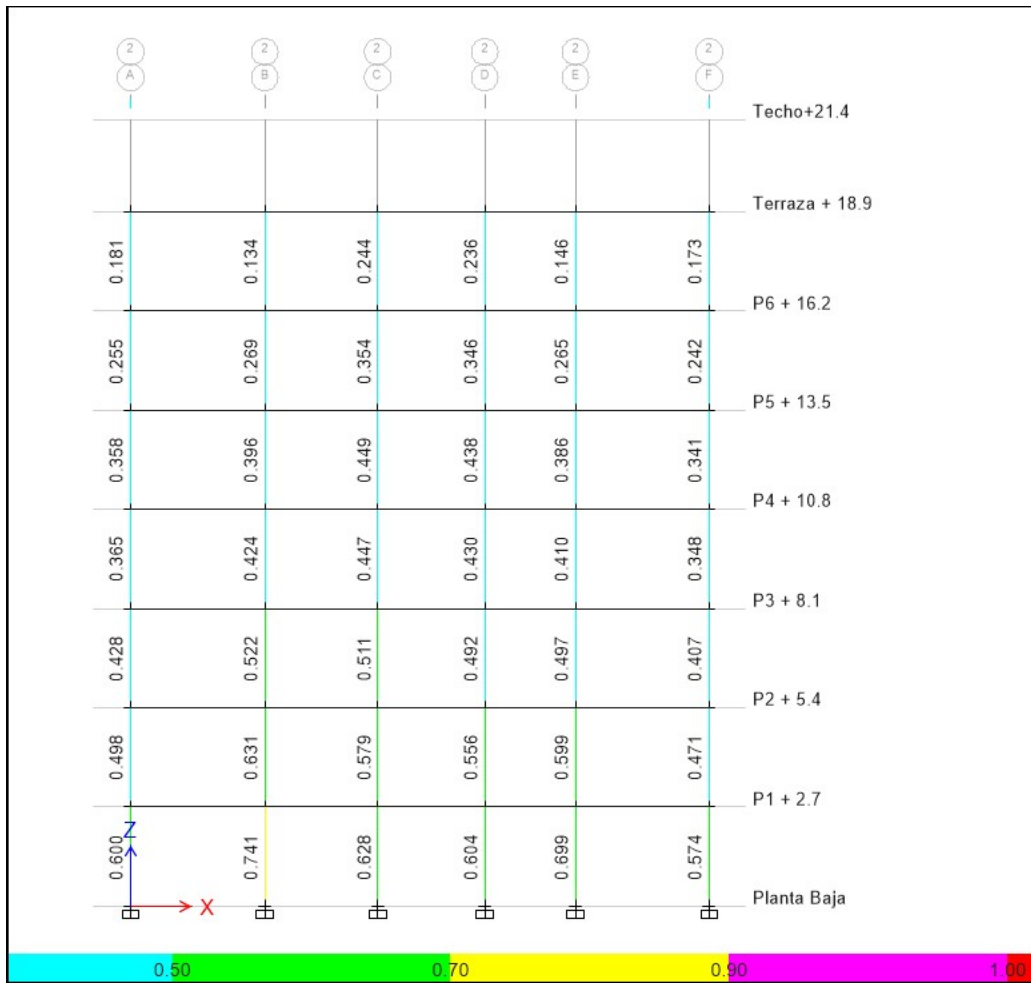 2 2 2 2 2 2
A B C D E F
Techo+21.4
Terraza + 18.9
0.181 0.134 0.244 0.236 0.146 0.173
P6 + 16.2
0.255 0.269 0.354 0.346 0.265 0.242
P5 + 13.5
0.358 0.396 0.449 0.438 0.386 0.341
P4 + 10.8
0.365 0.424 0.447 0.430 0.410 0.348
P3 + 8.1
0.428 0.522 0.511 0.492 0.497 0.407
P2 + 5.4
0.498 0.631 0.579 0.556 0.599 0.471
P1 + 2.7
Z
0.600 0.741 0.628 0.604 0.699 0.574
Planta Baja
X
0.50 0.70 0.90 1.00